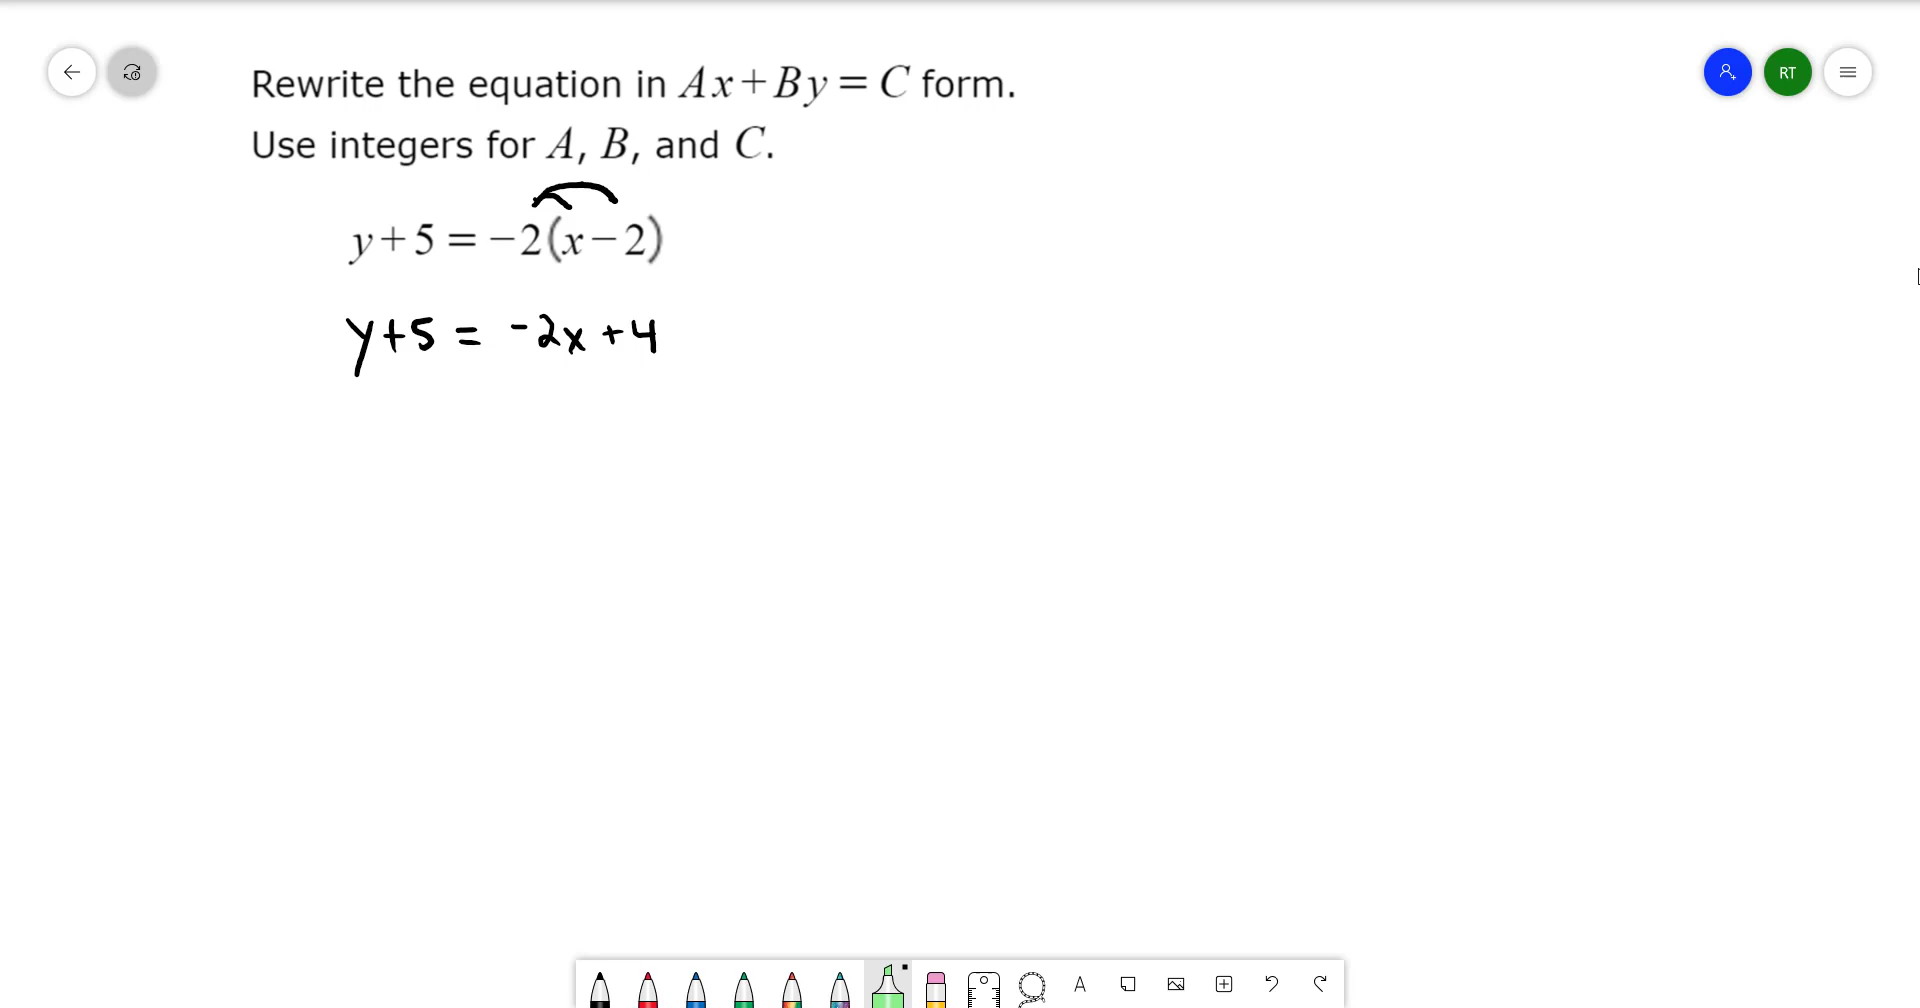 RT
Rewrite the equation in Ax+By=C form.
Use integers for A, B, and C.
y+5=−2(x−2)
y+5 = -2x+4
A